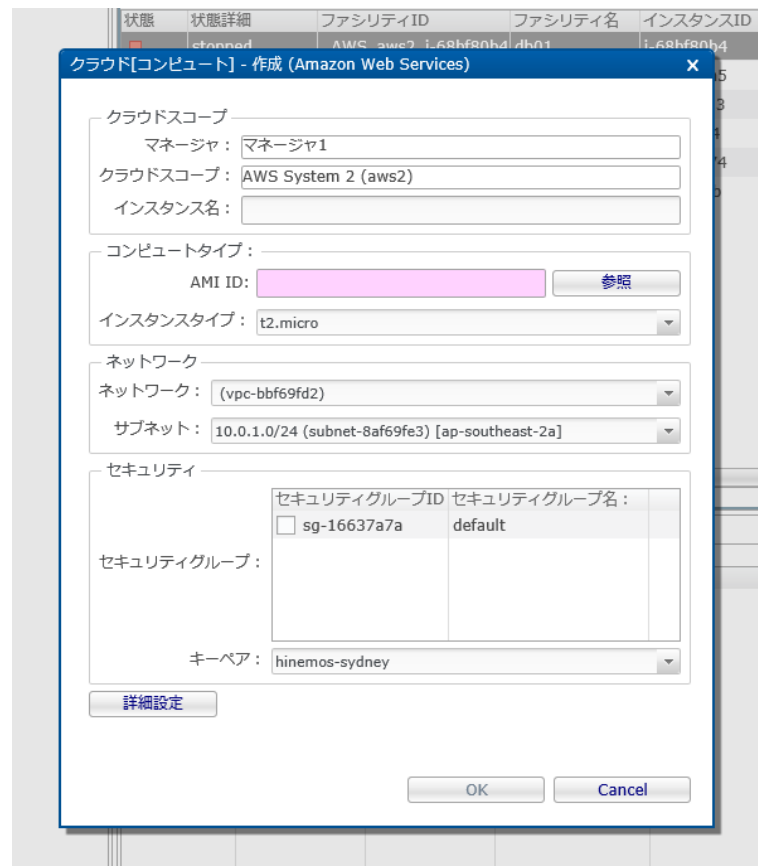 状態 状態詳細 ファシリティID ファシリティ名 インスタンスID
stopped _AWS_aws2_i-68bf80b4 db01 i-68bf80b4
クラウド[コンピュート] - 作成 (Amazon Web Services)
クラウドスコープ
マネージャ： マネージャ1
クラウドスコープ： AWS System 2 (aws2)
インスタンス名：
コンピュートタイプ：
AMI ID: 参照
インスタンスタイプ： t2.micro
ネットワーク
ネットワーク： (vpc-bbf69fd2)
サブネット： 10.0.1.0/24 (subnet-8af69fe3) [ap-southeast-2a]
セキュリティ
セキュリティグループID セキュリティグループ名：
sg-16637a7a default
セキュリティグループ：
キーペア： hinemos-sydney
詳細設定
OK Cancel